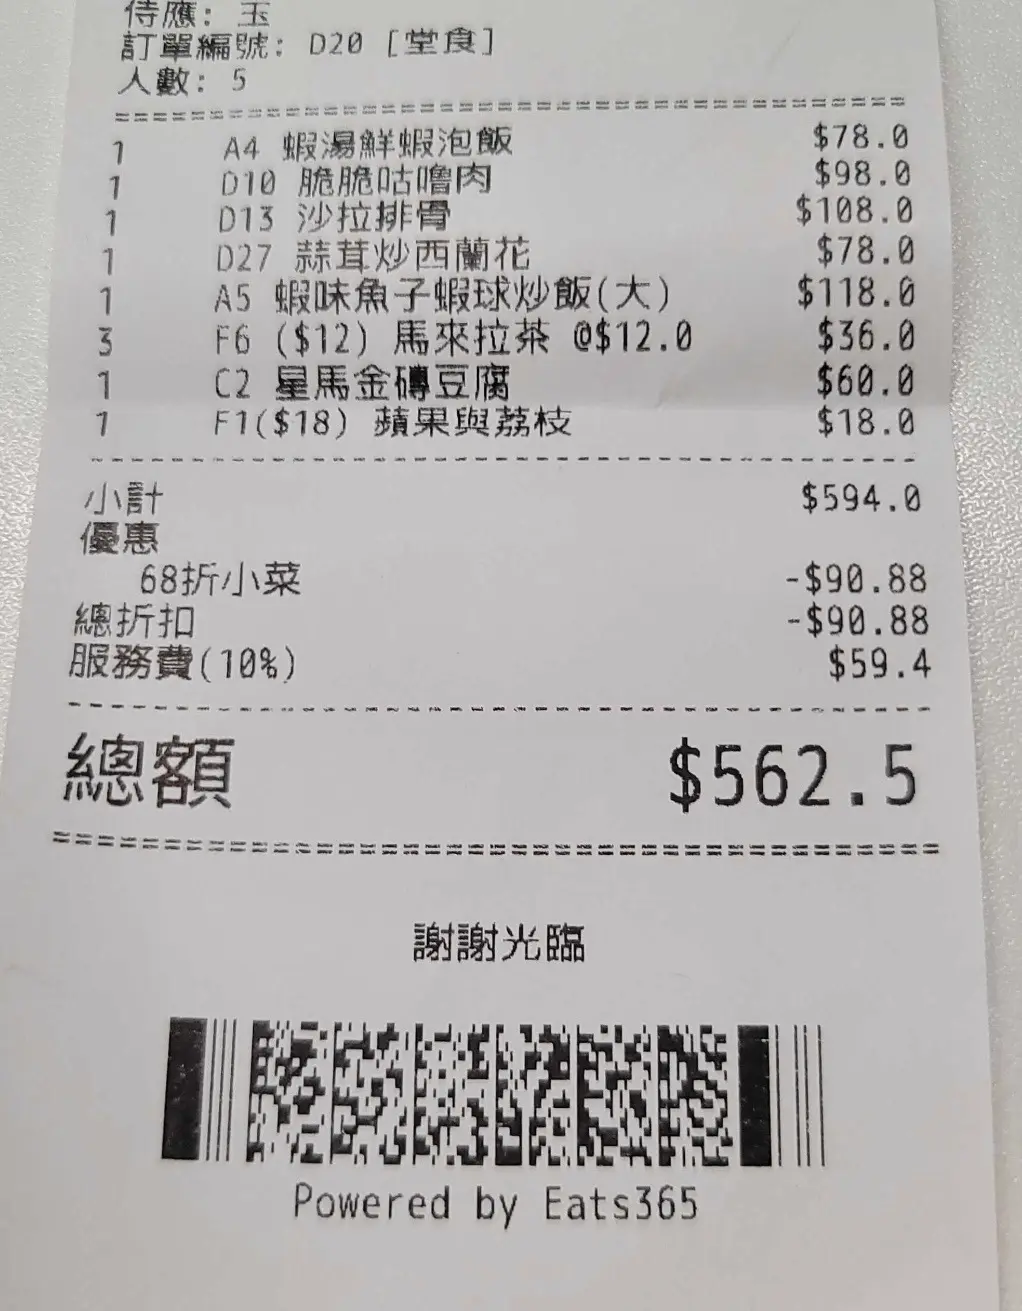 侍應: 玉
訂單編號: D20 [堂食]
人數: 5
1 A4 蝦湯鮮蝦泡飯 $78.0
1 D10 脆脆咕嚕肉 $98.0
1 D13 沙拉排骨 $108.0
1 D27 蒜茸炒西蘭花 $78.0
1 A5 蝦味魚子蝦球炒飯(大) $118.0
3 F6 ($12) 馬來拉茶 @$12.0 $36.0
1 C2 星馬金磚豆腐 $60.0
1 F1($18) 蘋果與荔枝 $18.0
小計 $594.0
優惠
68折小菜 -$90.88
總折扣 -$90.88
服務費(10%) $59.4
總額 $562.5
謝謝光臨
Powered by Eats365